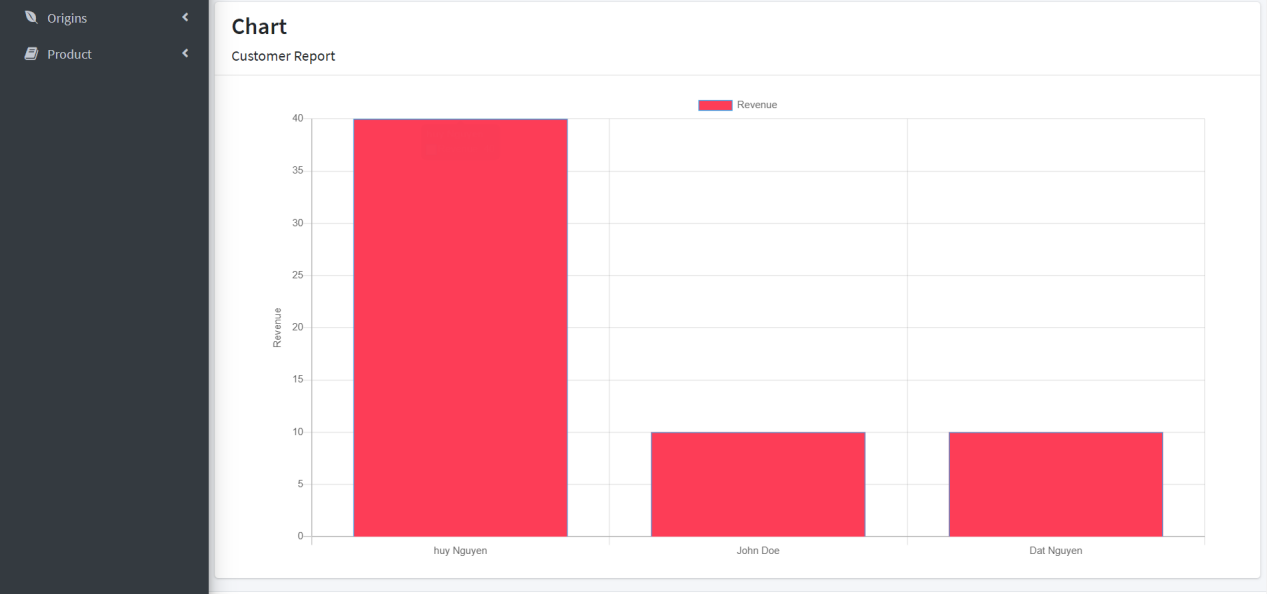 Origins
Product
Chart
Customer Report
Revenue
40
35
30
25
20
15
10
5
0
Revenue
huy Nguyen
John Doe
Dat Nguyen